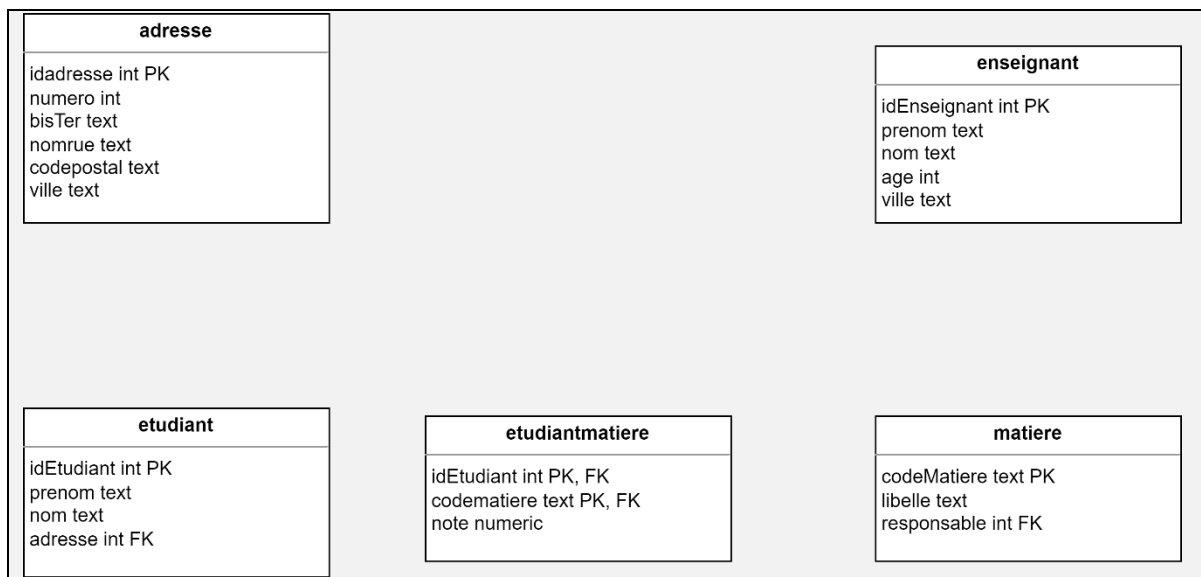 adresse
idadresse int PK
numero int
bisTer text
nomrue text
codepostal text
ville text
enseignant
idEnseignant int PK
prenom text
nom text
age int
ville text
etudiant
idEtudiant int PK
prenom text
nom text
adresse int FK
etudiantmatiere
idEtudiant int PK, FK
codematiere text PK, FK
note numeric
matiere
codeMatiere text PK
libelle text
responsable int FK